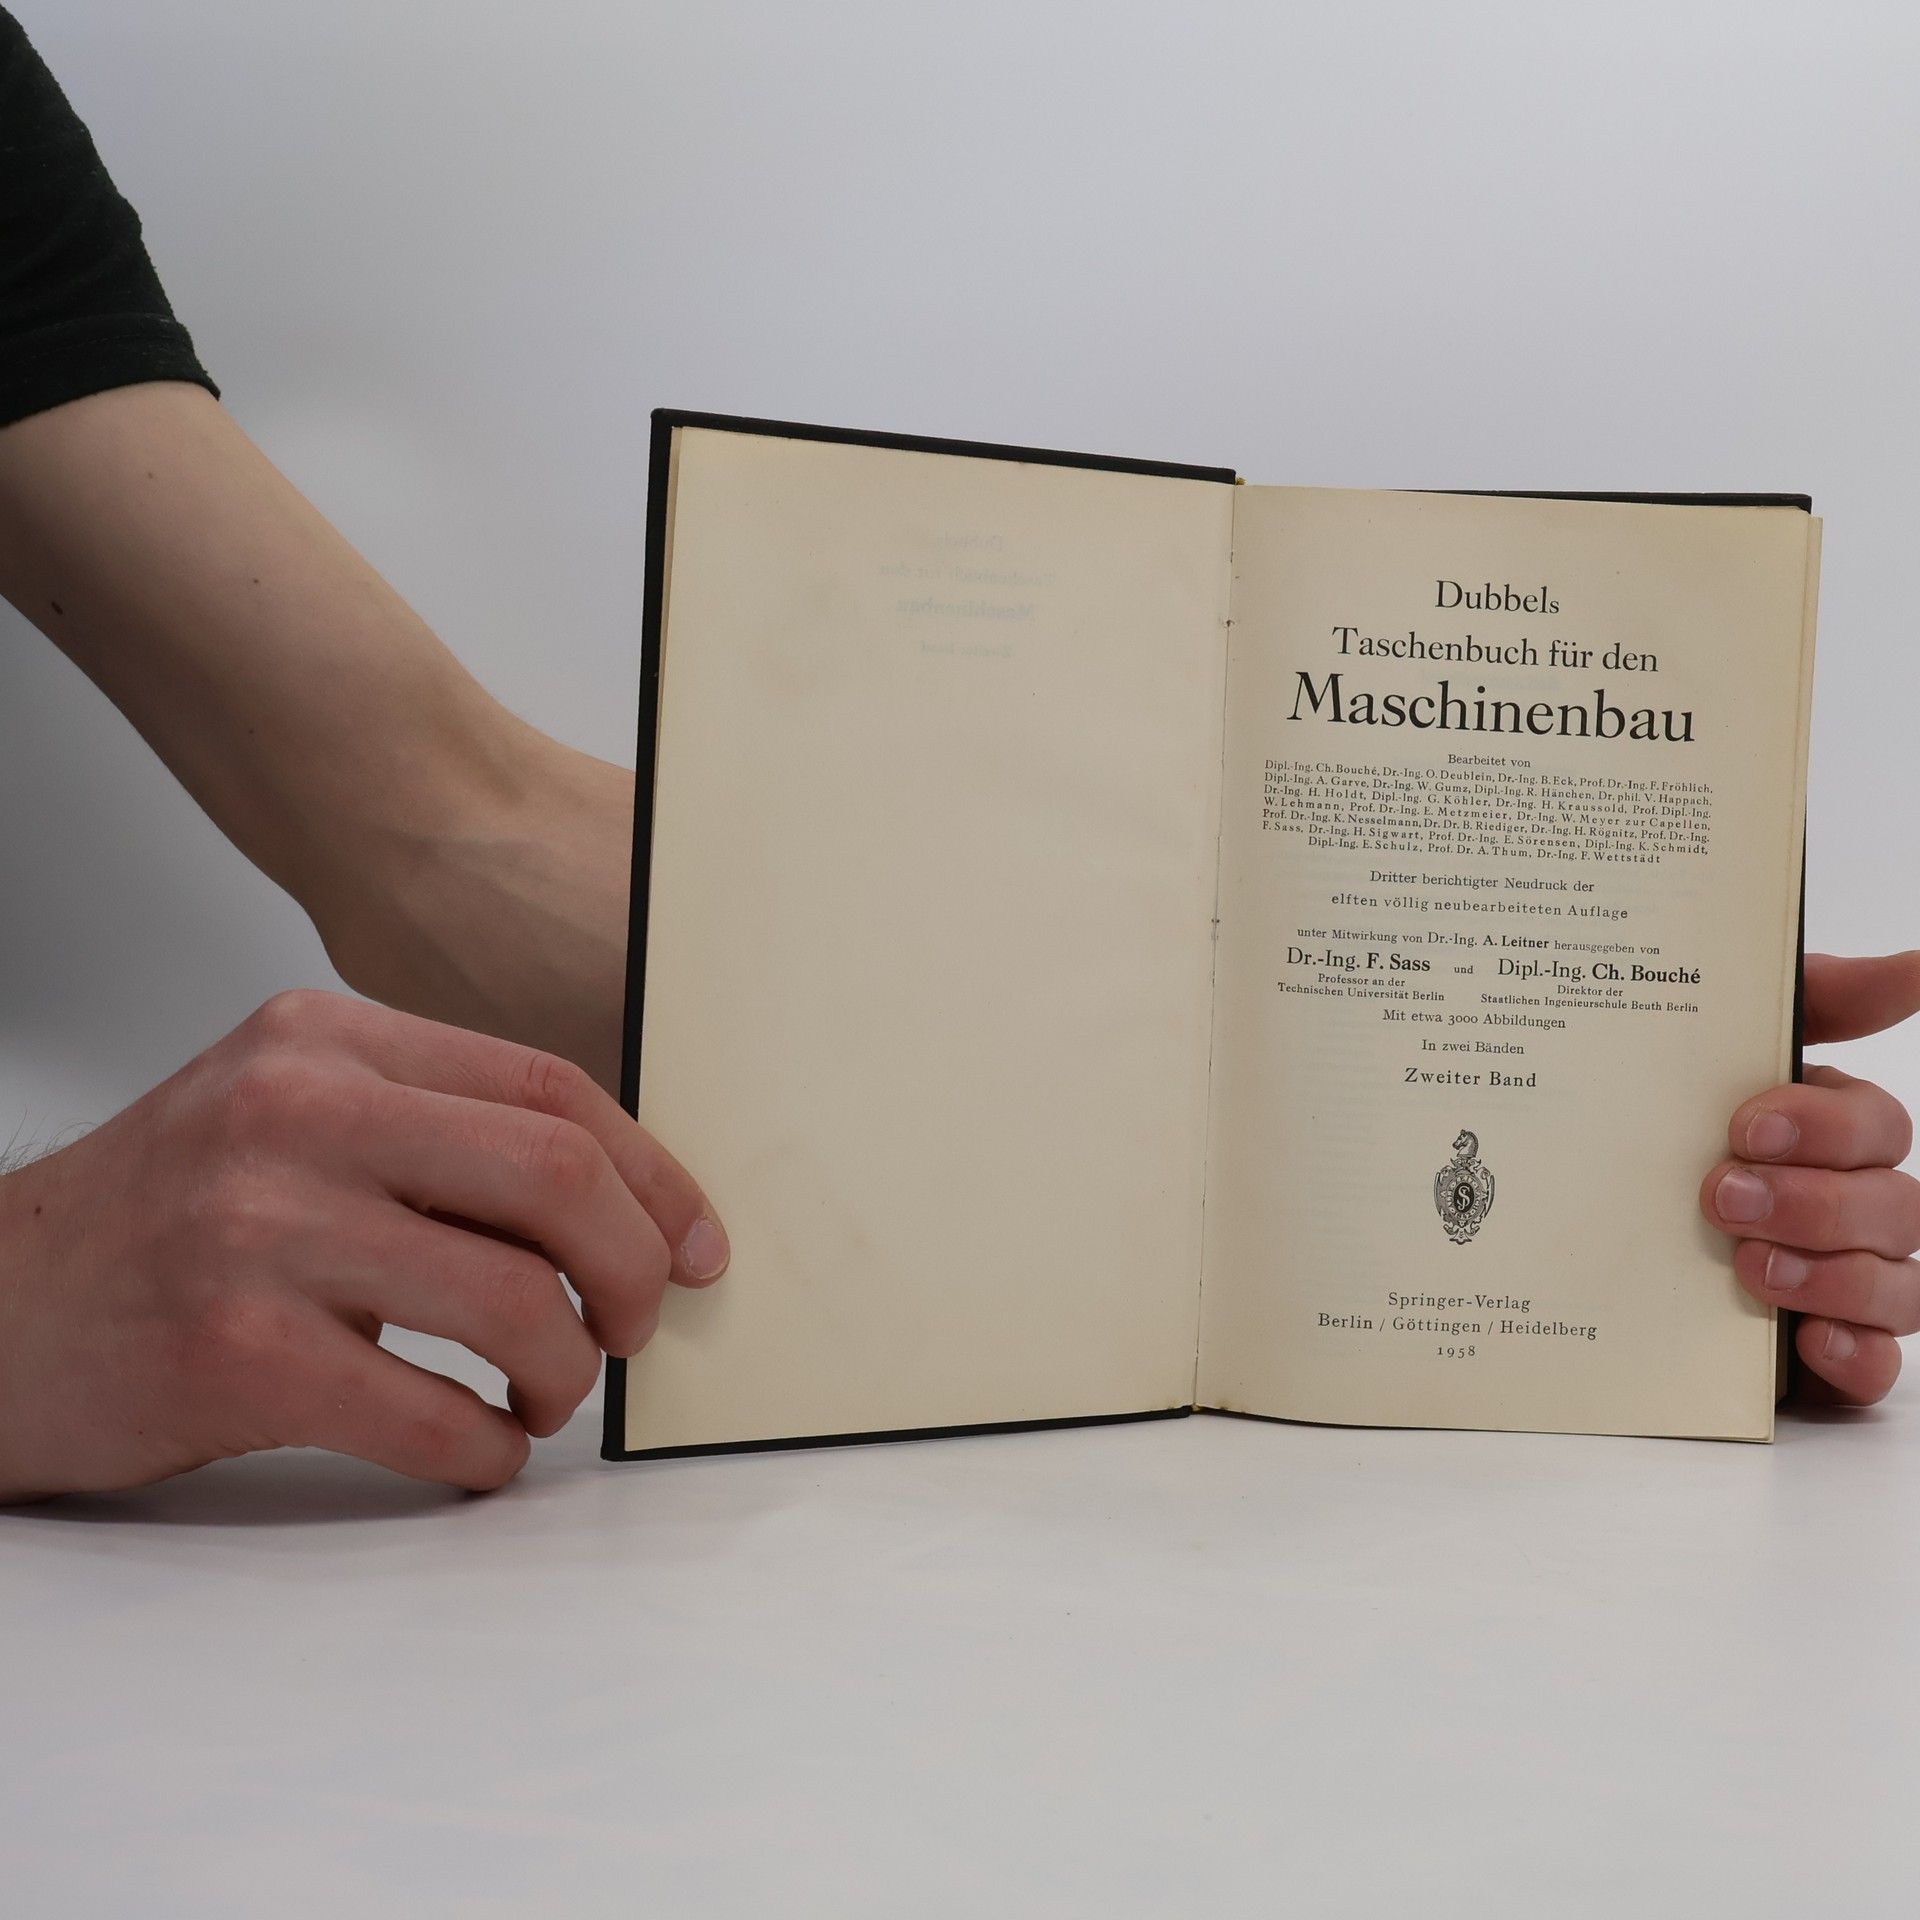 Dubbels
Taschenbuch für den
Maschinenbau
Bearbeitet von
Dipl.-Ing. Ch. Bouché, Dr.-Ing. O. Deublein, Dr.-Ing. B. Eck, Prof. Dr.-Ing. F. Fröhlich,
Dipl.-Ing. A. Garve, Dr.-Ing. W. Gumz, Dipl.-Ing. R. Hänchen, Dr. phil. V. Happach,
Dr.-Ing. H. Holdt, Dipl.-Ing. G. Köhler, Dr.-Ing. H. Kraussold, Prof. Dipl.-Ing.
W. Lehmann, Prof. Dr.-Ing. E. Metzmeier, Dr.-Ing. W. Meyer zur Capellen,
Prof. Dr.-Ing. K. Nesselmann, Dr. Dr. B. Riediger, Dr.-Ing. H. Rögnitz, Prof. Dr.-Ing.
F. Sass, Dr.-Ing. H. Sigwart, Prof. Dr.-Ing. E. Sörensen, Dipl.-Ing. K. Schmidt,
Dipl.-Ing. E. Schulz, Prof. Dr. A. Thum, Dr.-Ing. F. Wettstädt
Dritter berichtigter Neudruck der
elften völlig neubearbeiteten Auflage
unter Mitwirkung von Dr.-Ing. A. Leitner herausgegeben von
Dr.-Ing. F. Sass und Dipl.-Ing. Ch. Bouché
Professor an der Direktor der
Technischen Universität Berlin Staatlichen Ingenieurschule Beuth Berlin
Mit etwa 3000 Abbildungen
In zwei Bänden
Zweiter Band
Springer-Verlag
Berlin / Göttingen / Heidelberg
1958